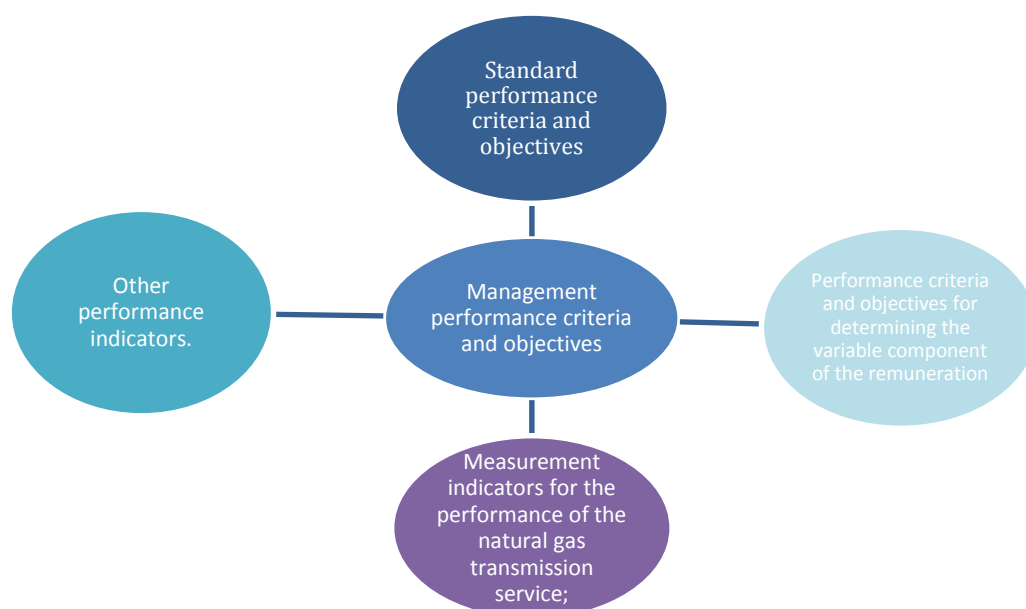 Standard
performance
criteria and
objectives
Other
performance
indicators.
Management
performance criteria
and objectives
Performance criteria
and objectives for
determining the
variable component
of the remuneration
Measurement
indicators for the
performance of the
natural gas
transmission
service;